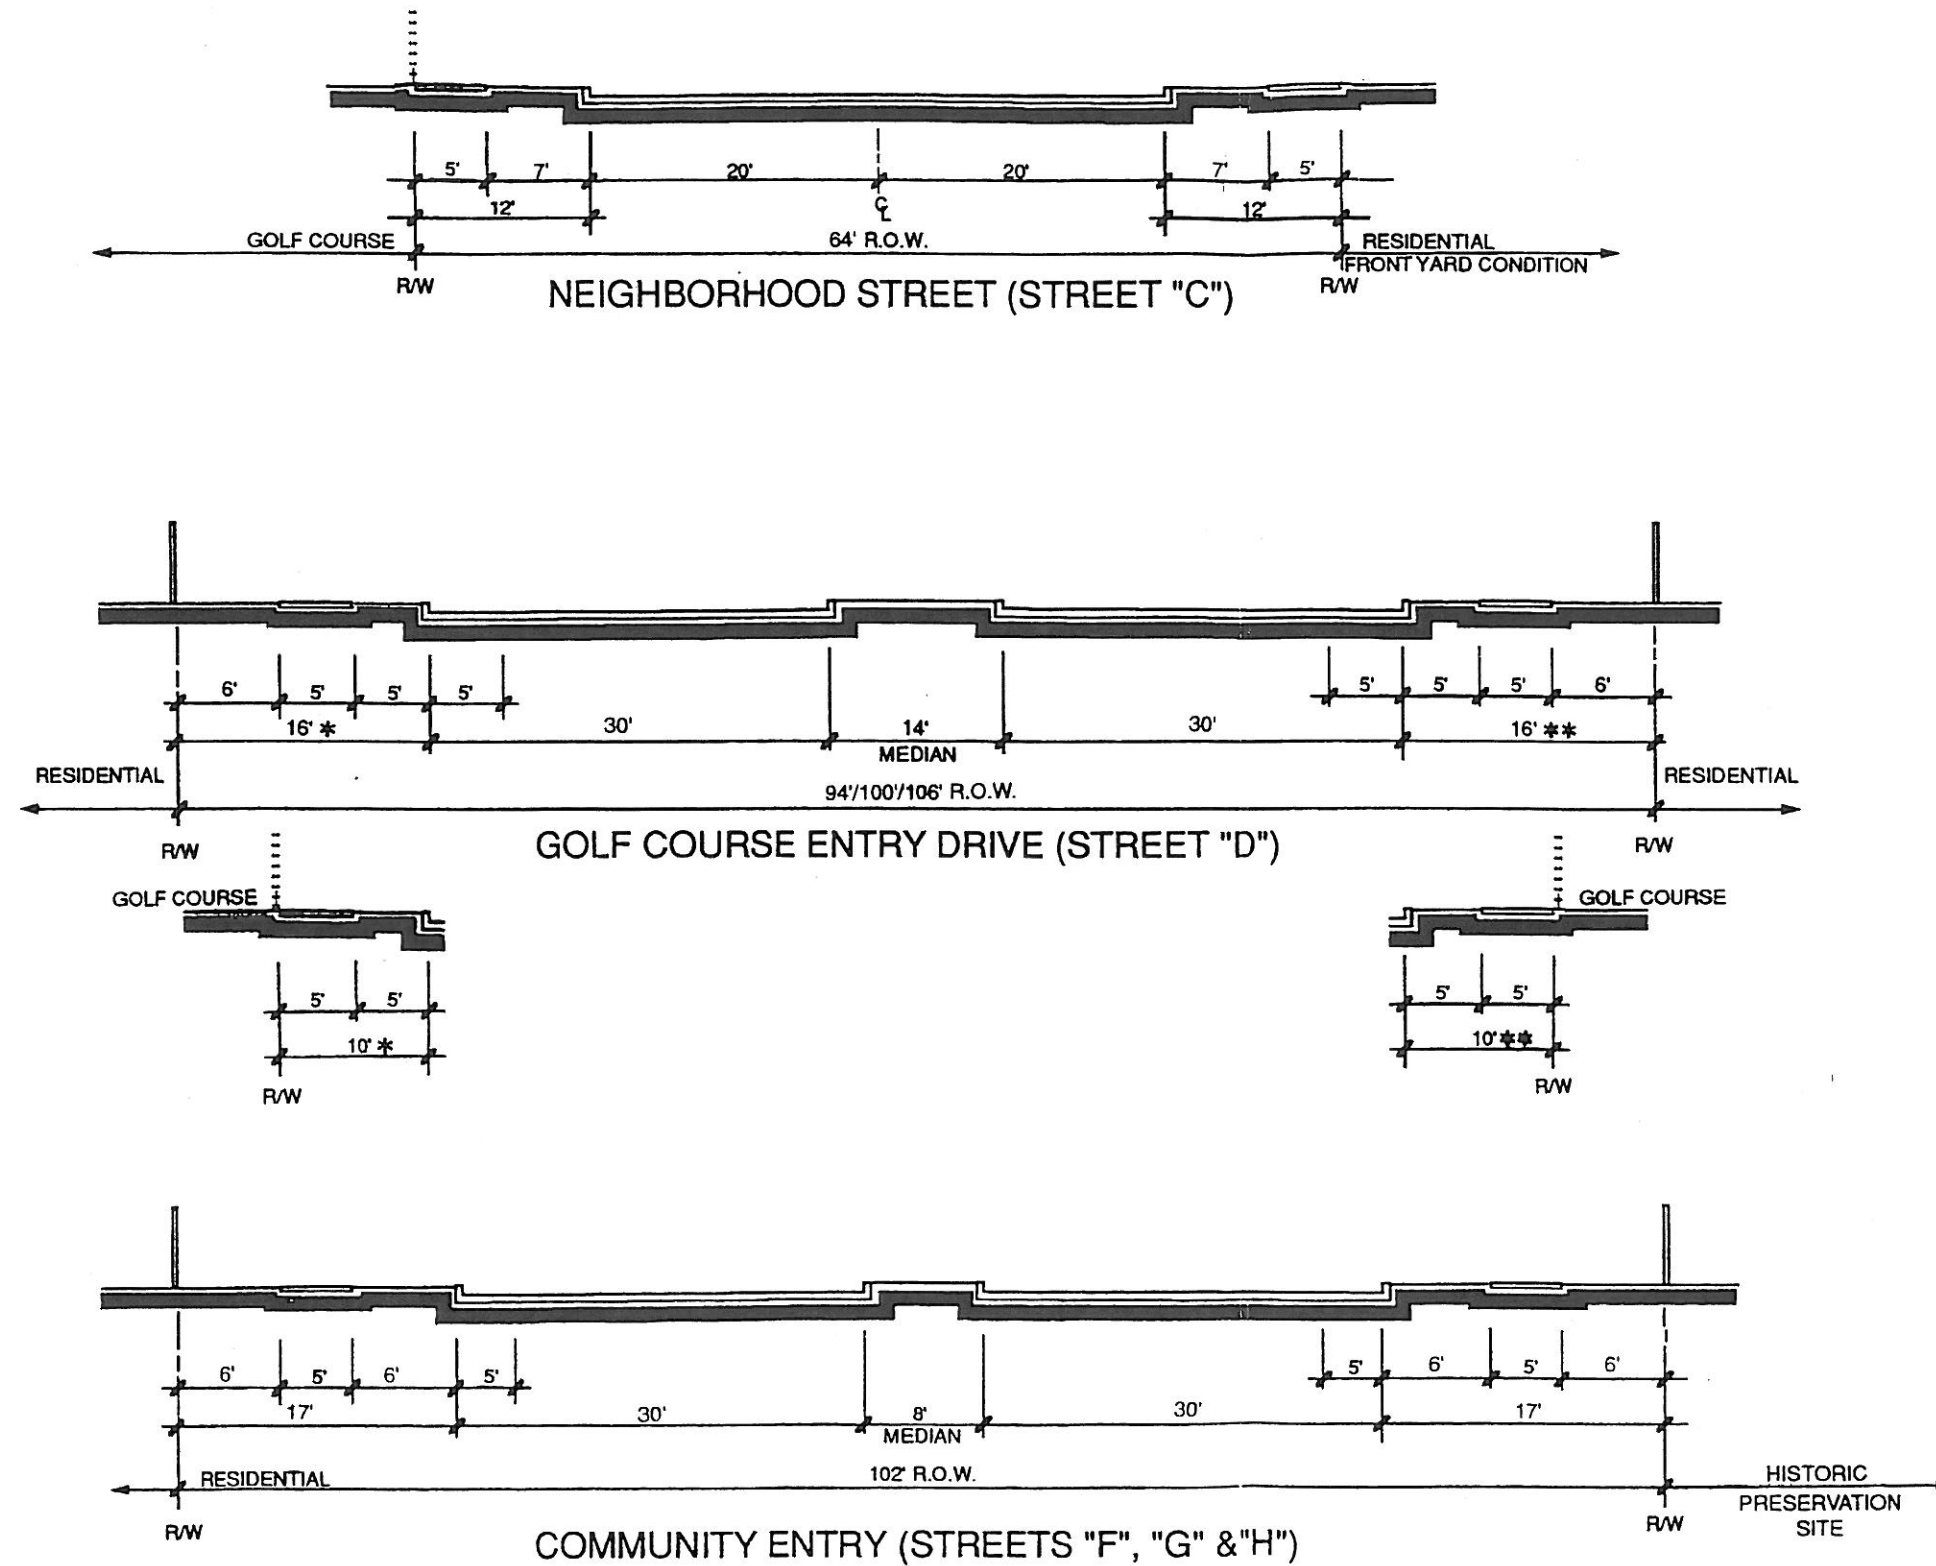 5' 7' 20' 20' 7' 5'
12' ℄ 12'
GOLF COURSE 64' R.O.W. RESIDENTIAL
FRONT YARD CONDITION
R/W R/W
NEIGHBORHOOD STREET (STREET "C")
6' 5' 5' 5' 5' 5' 5' 6'
16' * 30' 14' 30' 16' **
MEDIAN
RESIDENTIAL RESIDENTIAL
94'/100'/106' R.O.W.
R/W R/W
GOLF COURSE ENTRY DRIVE (STREET "D")
GOLF COURSE GOLF COURSE
5' 5' 5' 5'
10' * 10' **
R/W R/W
6' 5' 6' 5' 5' 6' 5' 6'
17' 30' 8' 30' 17'
MEDIAN
RESIDENTIAL 102' R.O.W. HISTORIC
PRESERVATION
SITE
R/W R/W
COMMUNITY ENTRY (STREETS "F", "G" &"H")